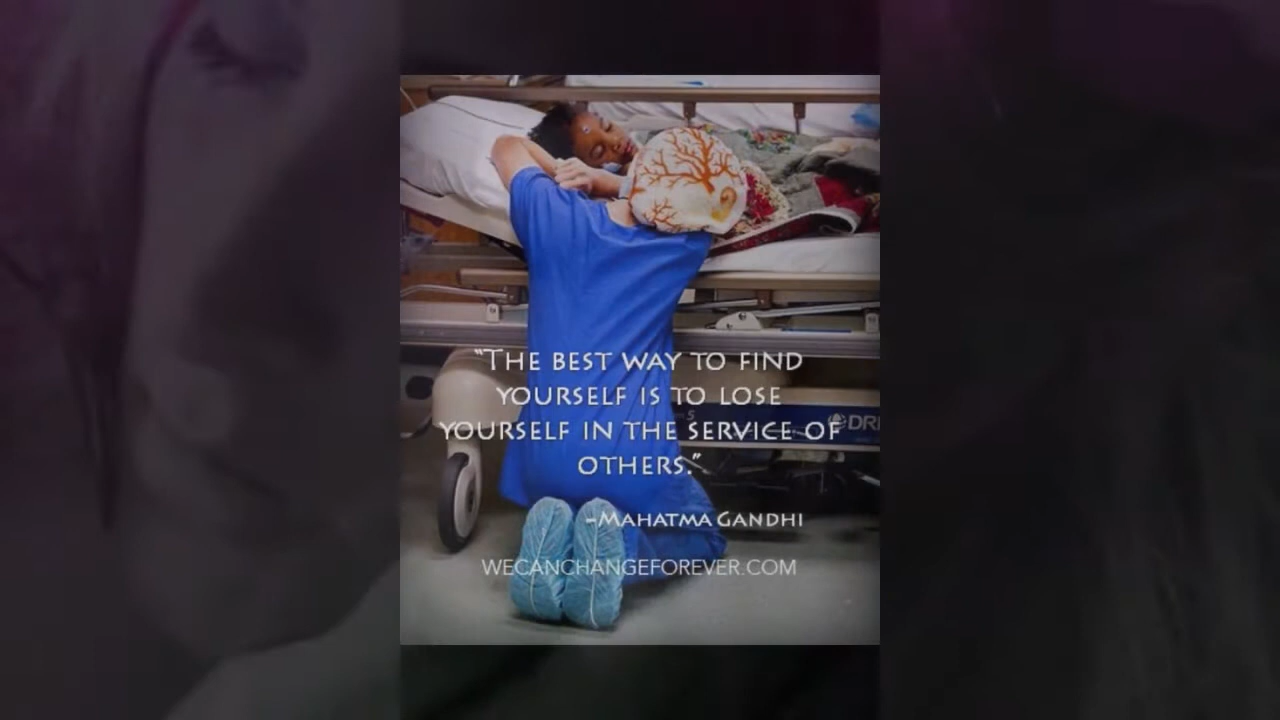 “THE BEST WAY TO FIND
YOURSELF IS TO LOSE
YOURSELF IN THE SERVICE OF
OTHERS.”
-MAHATMA GANDHI
WECANCHANGEFOREVER.COM